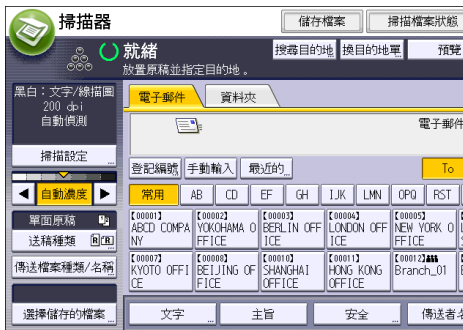 掃描器
儲存檔案
掃描檔案狀態
就緒
搜尋目的地
換目的地單
預覽
放置原稿並指定目的地。
黑白：文字/線描圖
200 dpi
自動偵測
掃描設定
自動濃度
單面原稿
送稿種類
傳送檔案種類/名稱
選擇儲存的檔案
電子郵件
資料夾
電子郵件
登記編號
手動輸入
最近的
To
常用
AB
CD
EF
GH
IJK
LMN
OPQ
RST
[00001]
ABCD COMPA
NY
[00002]
YOKOHAMA O
FFICE
[00003]
BERLIN OFF
ICE
[00004]
LONDON OFF
ICE
[00005]
NEW YORK O
FFICE
[00007]
KYOTO OFFI
CE
[00008]
BEIJING OF
FICE
[00010]
SHANGHAI
OFFICE
[00011]
HONG KONG
OFFICE
[00012]
Branch_01
文字
主旨
安全
傳送者名